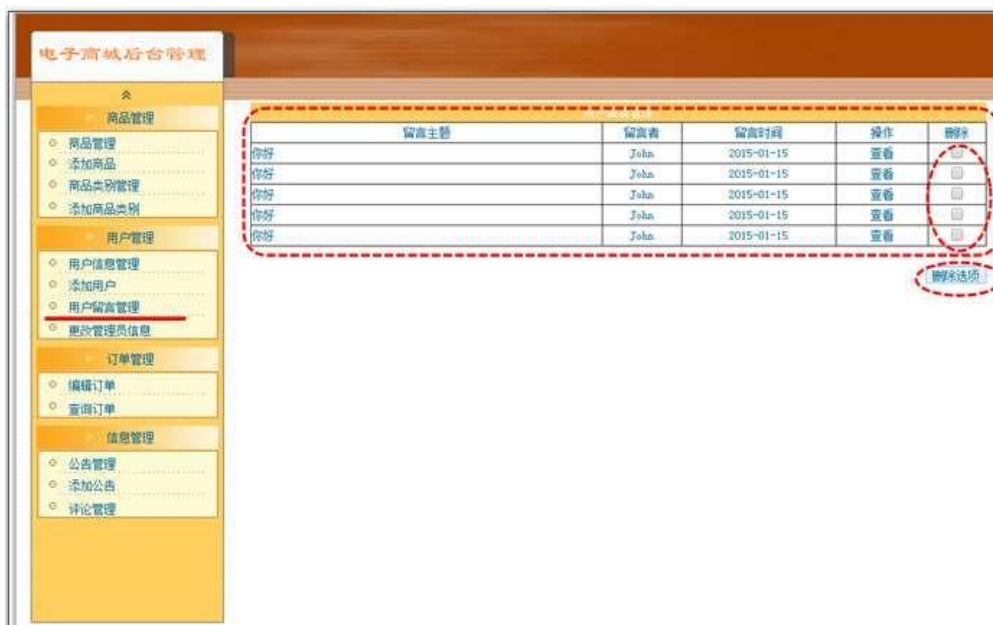 电子商城后台管理
商品管理
商品管理
添加商品
商品类别管理
添加商品类别
用户管理
用户信息管理
添加用户
用户留言管理
更改管理员信息
订单管理
编辑订单
查询订单
信息管理
公告管理
添加公告
评论管理
用户留言管理
留言主题 留言者 留言时间 操作 删除
你好 John 2015-01-15 查看
你好 John 2015-01-15 查看
你好 John 2015-01-15 查看
你好 John 2015-01-15 查看
你好 John 2015-01-15 查看
删除选项